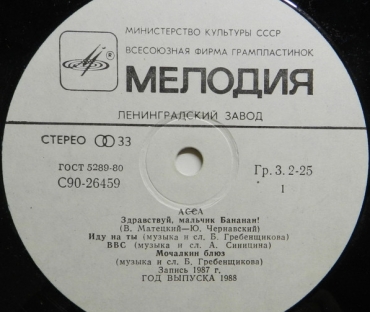 МИНИСТЕРСТВО КУЛЬТУРЫ СССР
ВСЕСОЮЗНАЯ ФИРМА ГРАМПЛАСТИНОК
МЕЛОДИЯ
ЛЕНИНГРАДСКИЙ ЗАВОД
СТЕРЕО 33
ГОСТ 5289-80
Гр. 3. 2-25
С90-26459
1
АССА
Здравствуй, мальчик Бананан!
(В. Матецкий—Ю. Чернавский)
Иду на ты (музыка и сл. Б. Гребенщикова)
ВВС (музыка и сл. А. Синицина)
Мочалкин блюз
(музыка и сл. Б. Гребенщикова)
Запись 1987 г.
ГОД ВЫПУСКА 1988